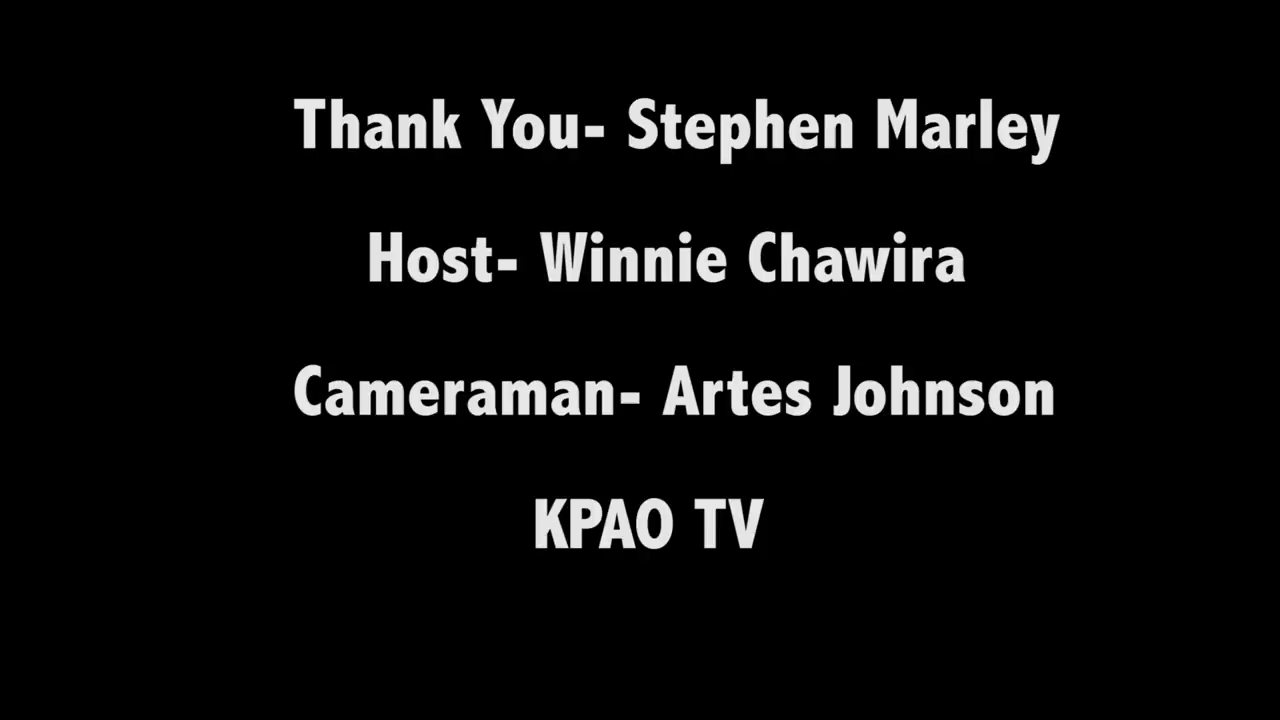 Thank You- Stephen Marley
Host- Winnie Chawira
Cameraman- Artes Johnson
KPAO TV